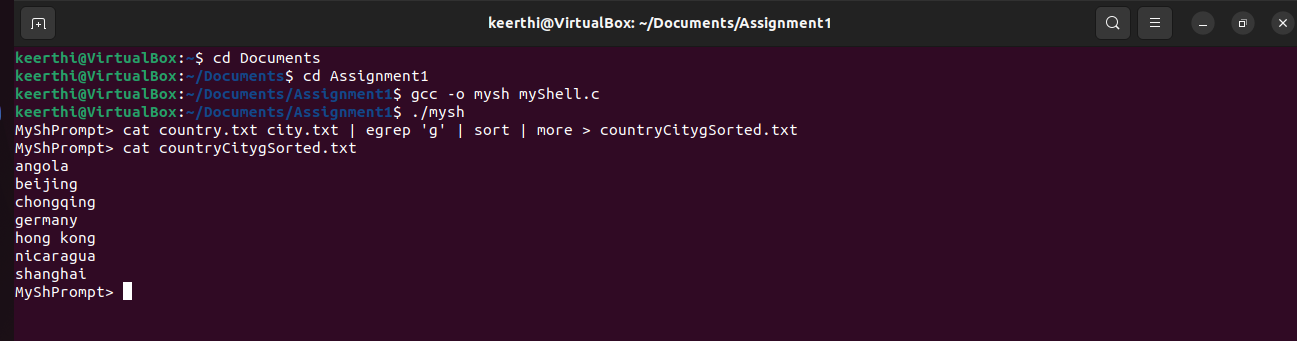 keerthi@VirtualBox: ~/Documents/Assignment1
keerthi@VirtualBox:~$ cd Documents
keerthi@VirtualBox:~/Documents$ cd Assignment1
keerthi@VirtualBox:~/Documents/Assignment1$ gcc -o mysh myShell.c
keerthi@VirtualBox:~/Documents/Assignment1$ ./mysh
MyShPrompt> cat country.txt city.txt | egrep 'g' | sort | more > countryCitygSorted.txt
MyShPrompt> cat countryCitygSorted.txt
angola
beijing
chongqing
germany
hong kong
nicaragua
shanghai
MyShPrompt>